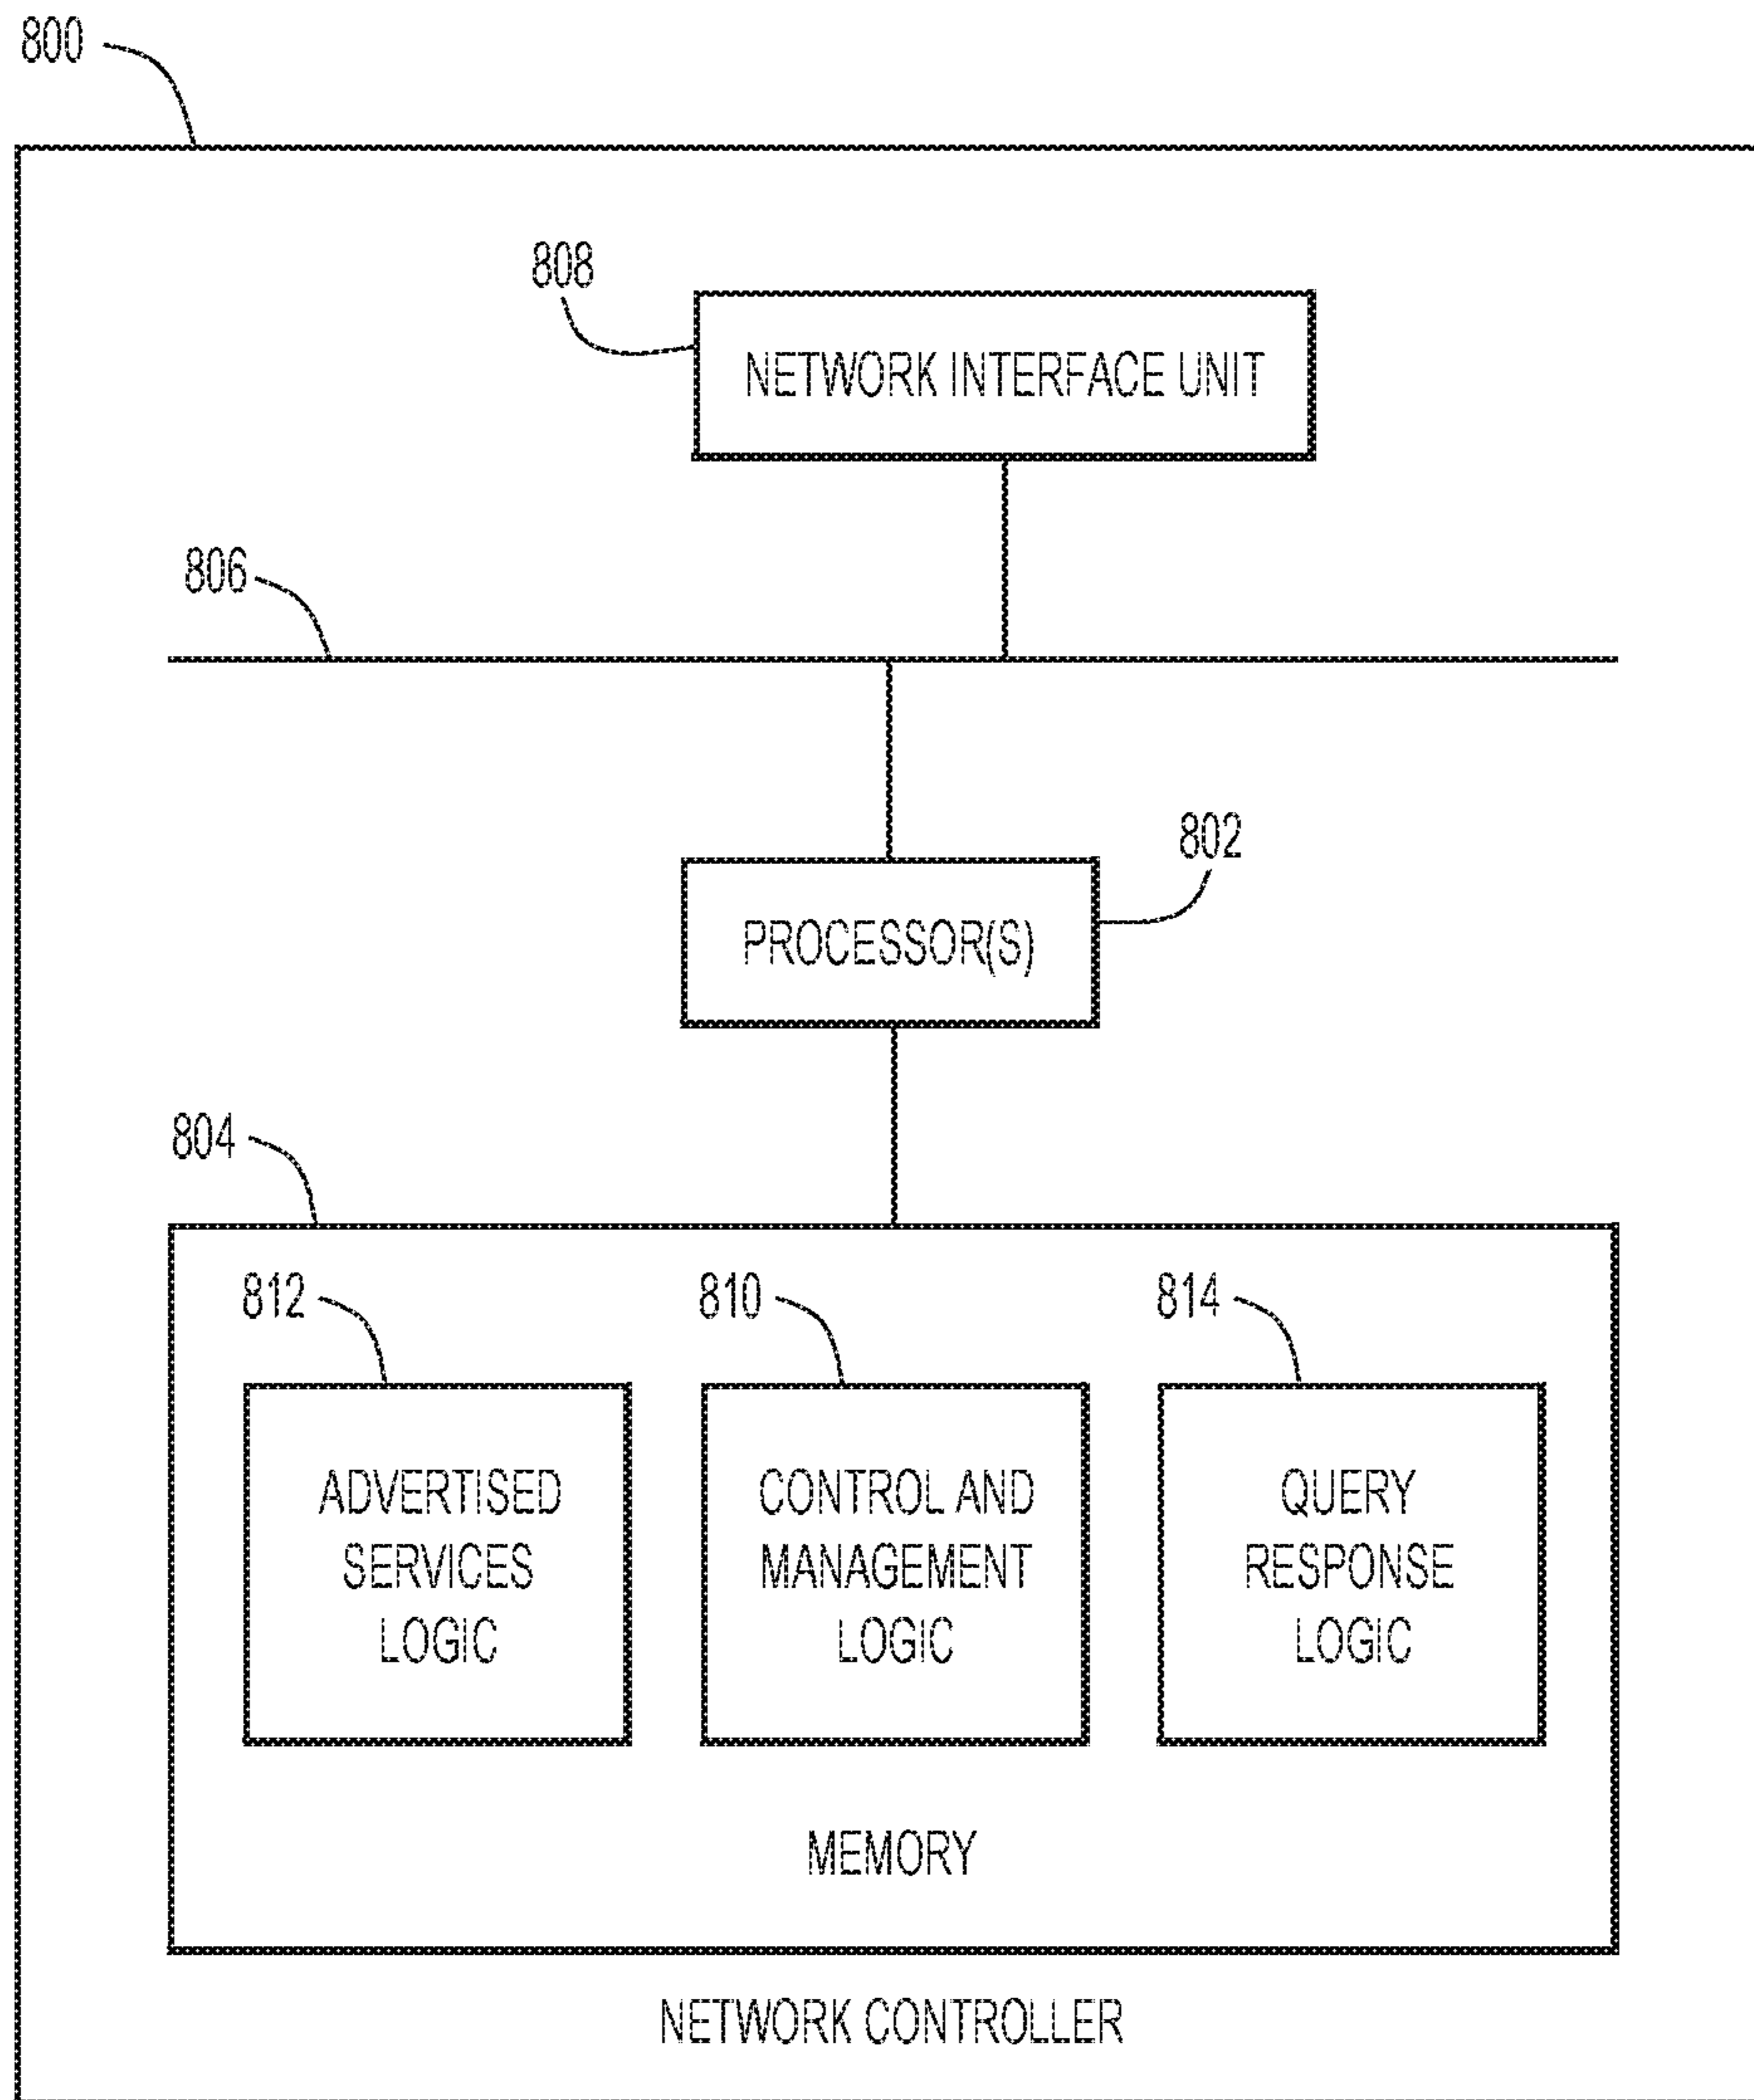 800
808
NETWORK INTERFACE UNIT
806
802
PROCESSOR(S)
804
812
810
814
ADVERTISED
SERVICES
LOGIC
CONTROL AND
MANAGEMENT
LOGIC
QUERY
RESPONSE
LOGIC
MEMORY
NETWORK CONTROLLER